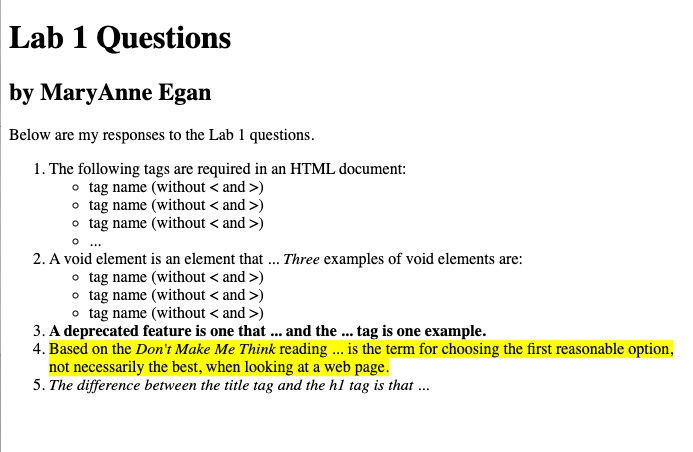 Lab 1 Questions
by MaryAnne Egan
Below are my responses to the Lab 1 questions.
1. The following tags are required in an HTML document:
tag name (without < and >)
tag name (without < and >)
tag name (without < and >)
...
2. A void element is an element that ... Three examples of void elements are:
tag name (without < and >)
tag name (without < and >)
tag name (without < and >)
3. A deprecated feature is one that ... and the ... tag is one example.
4. Based on the Don't Make Me Think reading ... is the term for choosing the first reasonable option,
not necessarily the best, when looking at a web page.
5. The difference between the title tag and the h1 tag is that ...